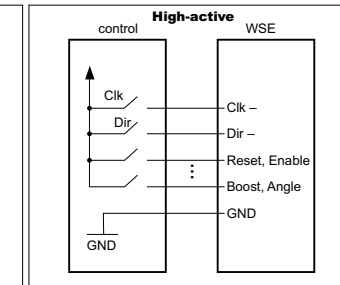 High-active
control WSE
Clk Clk –
Dir Dir –
Reset, Enable
Boost, Angle
GND
GND